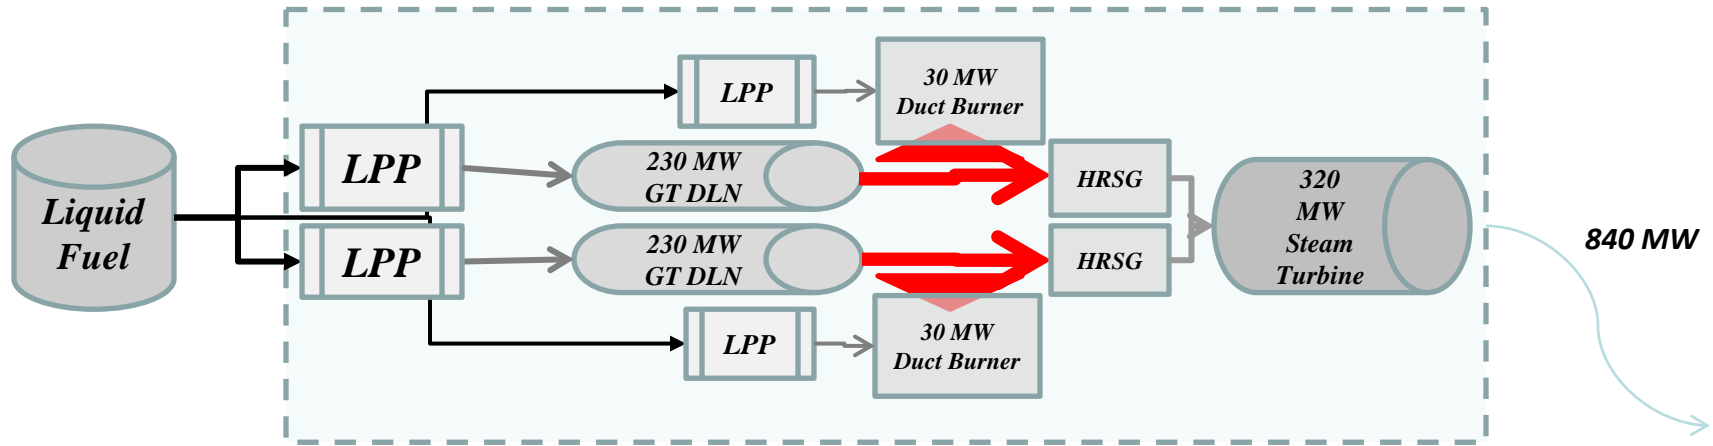 Liquid
Fuel
LPP
LPP
LPP
LPP
30 MW
Duct Burner
230 MW
GT DLN
230 MW
GT DLN
30 MW
Duct Burner
HRSG
HRSG
320
MW
Steam
Turbine
840 MW